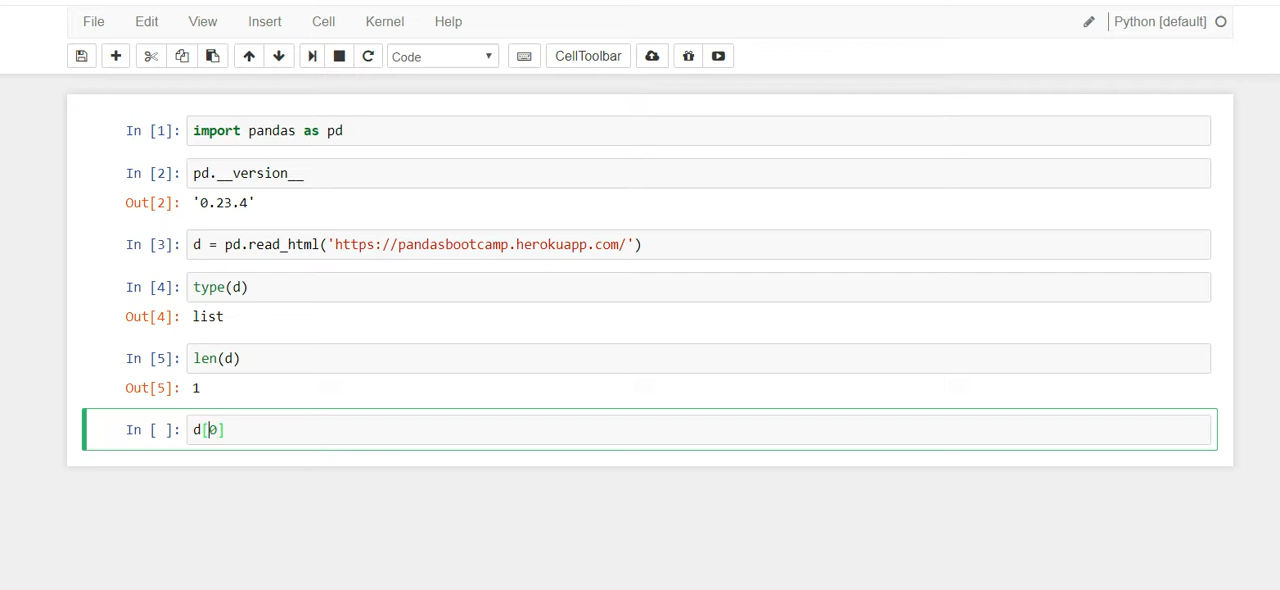 File Edit View Insert Cell Kernel Help Python [default]
Code CellToolbar
In [1]: import pandas as pd
In [2]: pd.__version__
Out[2]: '0.23.4'
In [3]: d = pd.read_html('https://pandasbootcamp.herokuapp.com/')
In [4]: type(d)
Out[4]: list
In [5]: len(d)
Out[5]: 1
In [ ]: d[0]